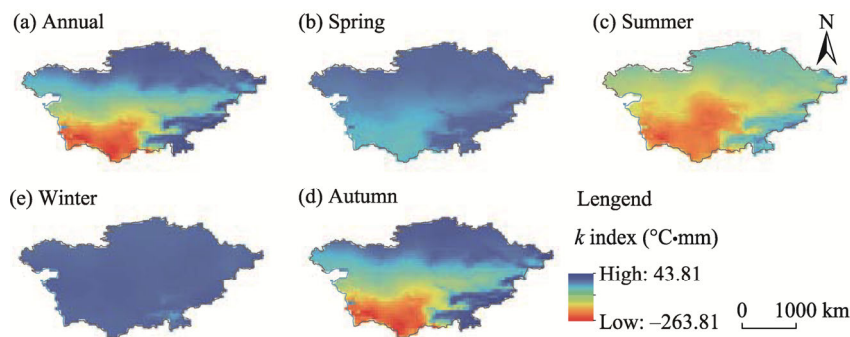 (a) Annual
(b) Spring
(c) Summer
N
(e) Winter
(d) Autumn
Lengend
k index (°C•mm)
High: 43.81
Low: –263.81
0 1000 km